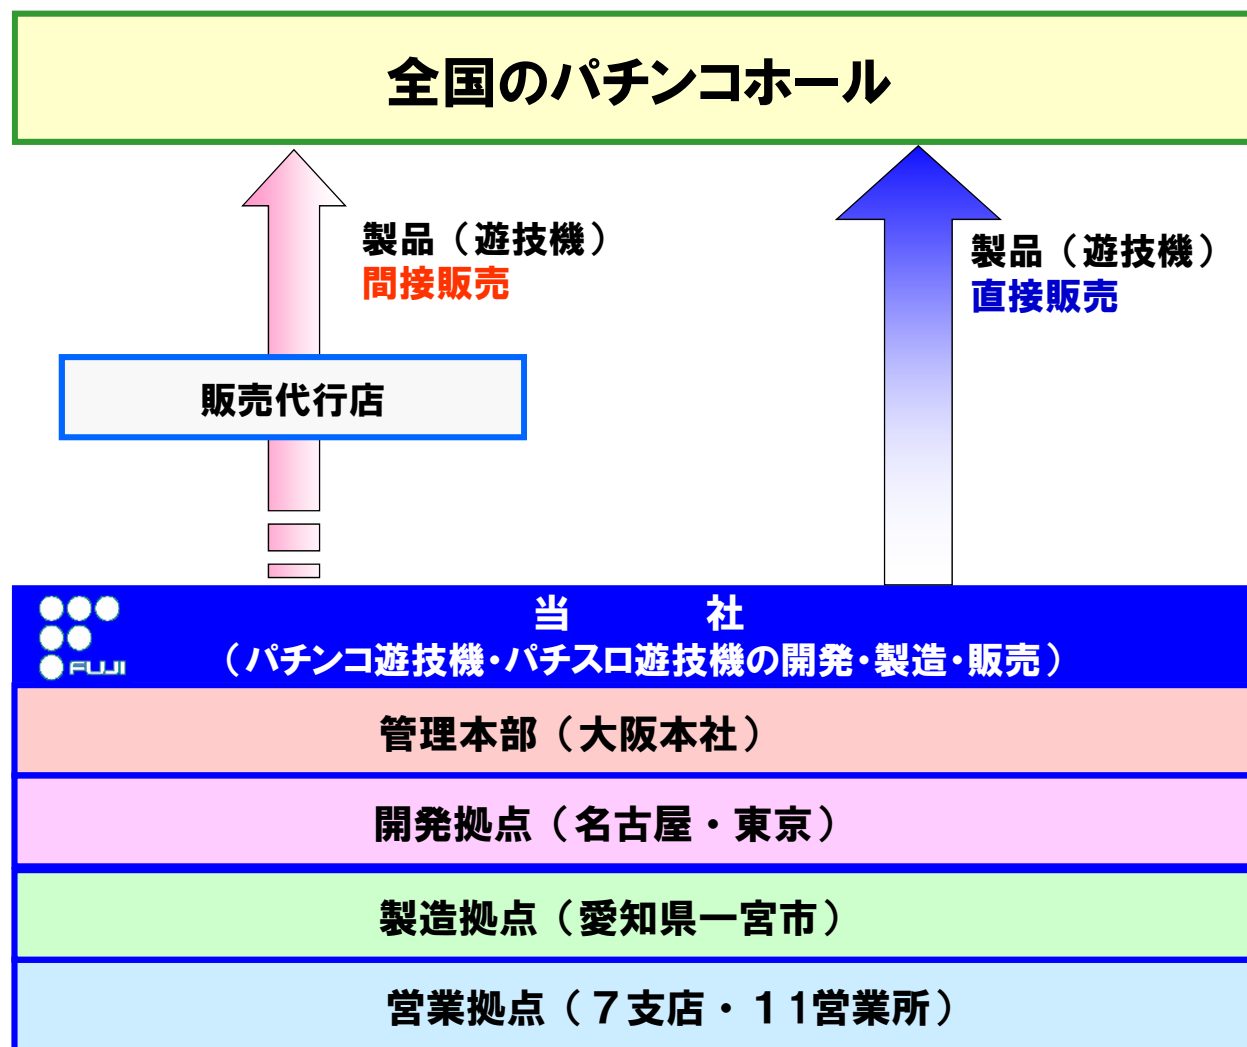 全国のパチンコホール
製品（遊技機）
間接販売
製品（遊技機）
直接販売
販売代行店
当　　　社
（パチンコ遊技機・パチスロ遊技機の開発・製造・販売）
FUJI
管理本部（大阪本社）
開発拠点（名古屋・東京）
製造拠点（愛知県一宮市）
営業拠点（７支店・１１営業所）